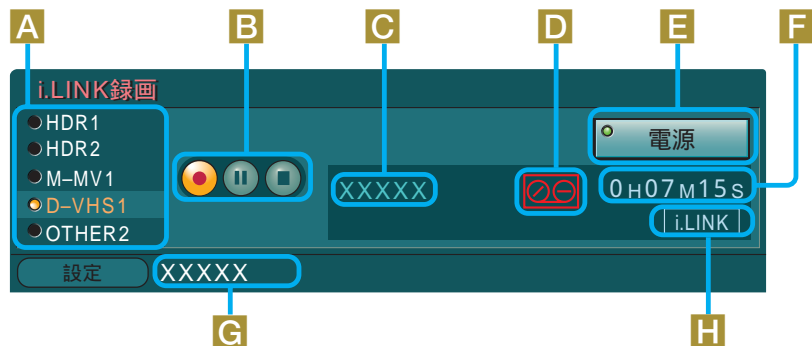 A B C D E F
i.LINK録画
HDR1
HDR2
M–MV1
D–VHS1
OTHER2
XXXXX
電源
0H07M15S
i.LINK
設定 XXXXX
G H